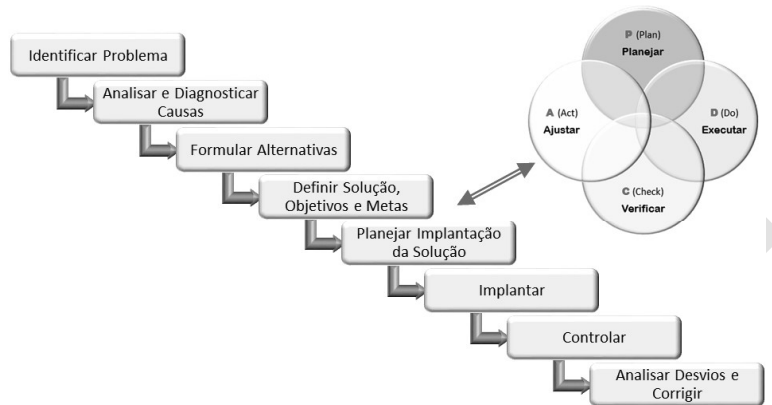 Identificar Problema
Analisar e Diagnosticar
Causas
Formular Alternativas
Definir Solução,
Objetivos e Metas
Planejar Implantação
da Solução
Implantar
Controlar
Analisar Desvios e
Corrigir
P (Plan)
Planejar
A (Act)
Ajustar
D (Do)
Executar
C (Check)
Verificar